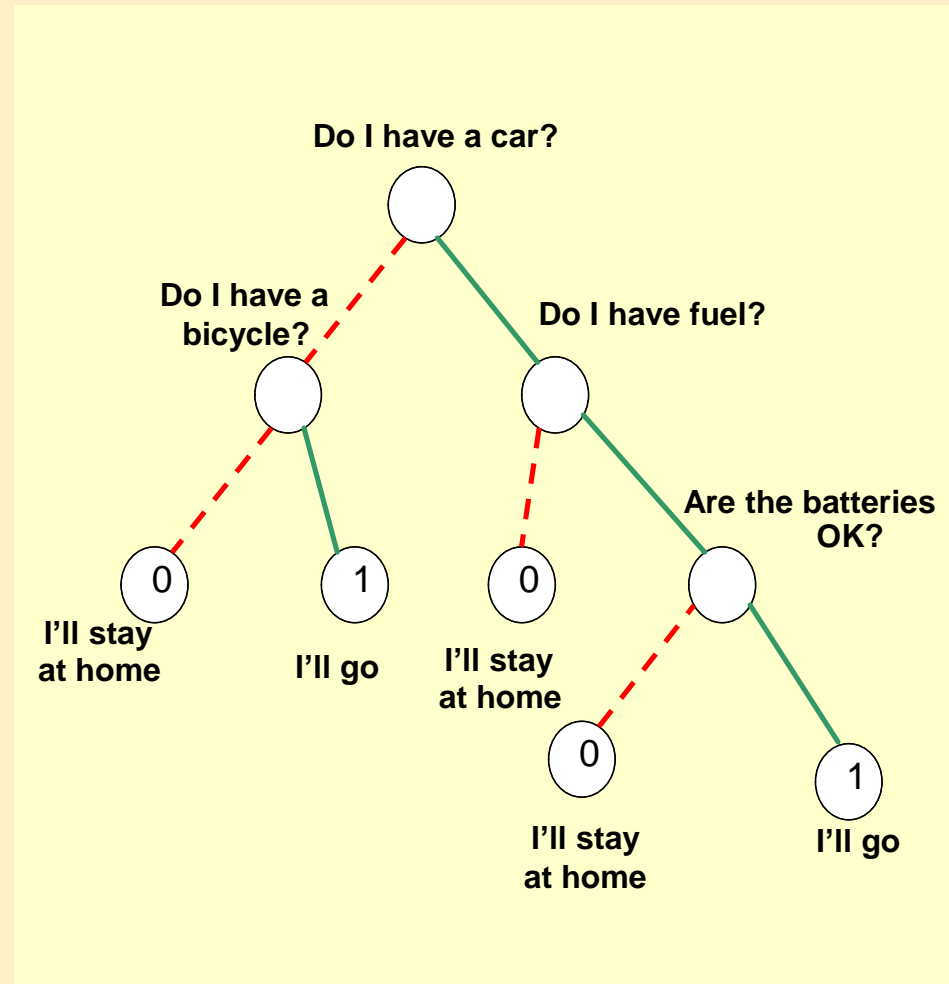 Do I have a car?
Do I have a
bicycle?
Do I have fuel?
Are the batteries
OK?
0
1
0
I'll stay
at home
I'll go
I'll stay
at home
0
1
I'll stay
at home
I'll go